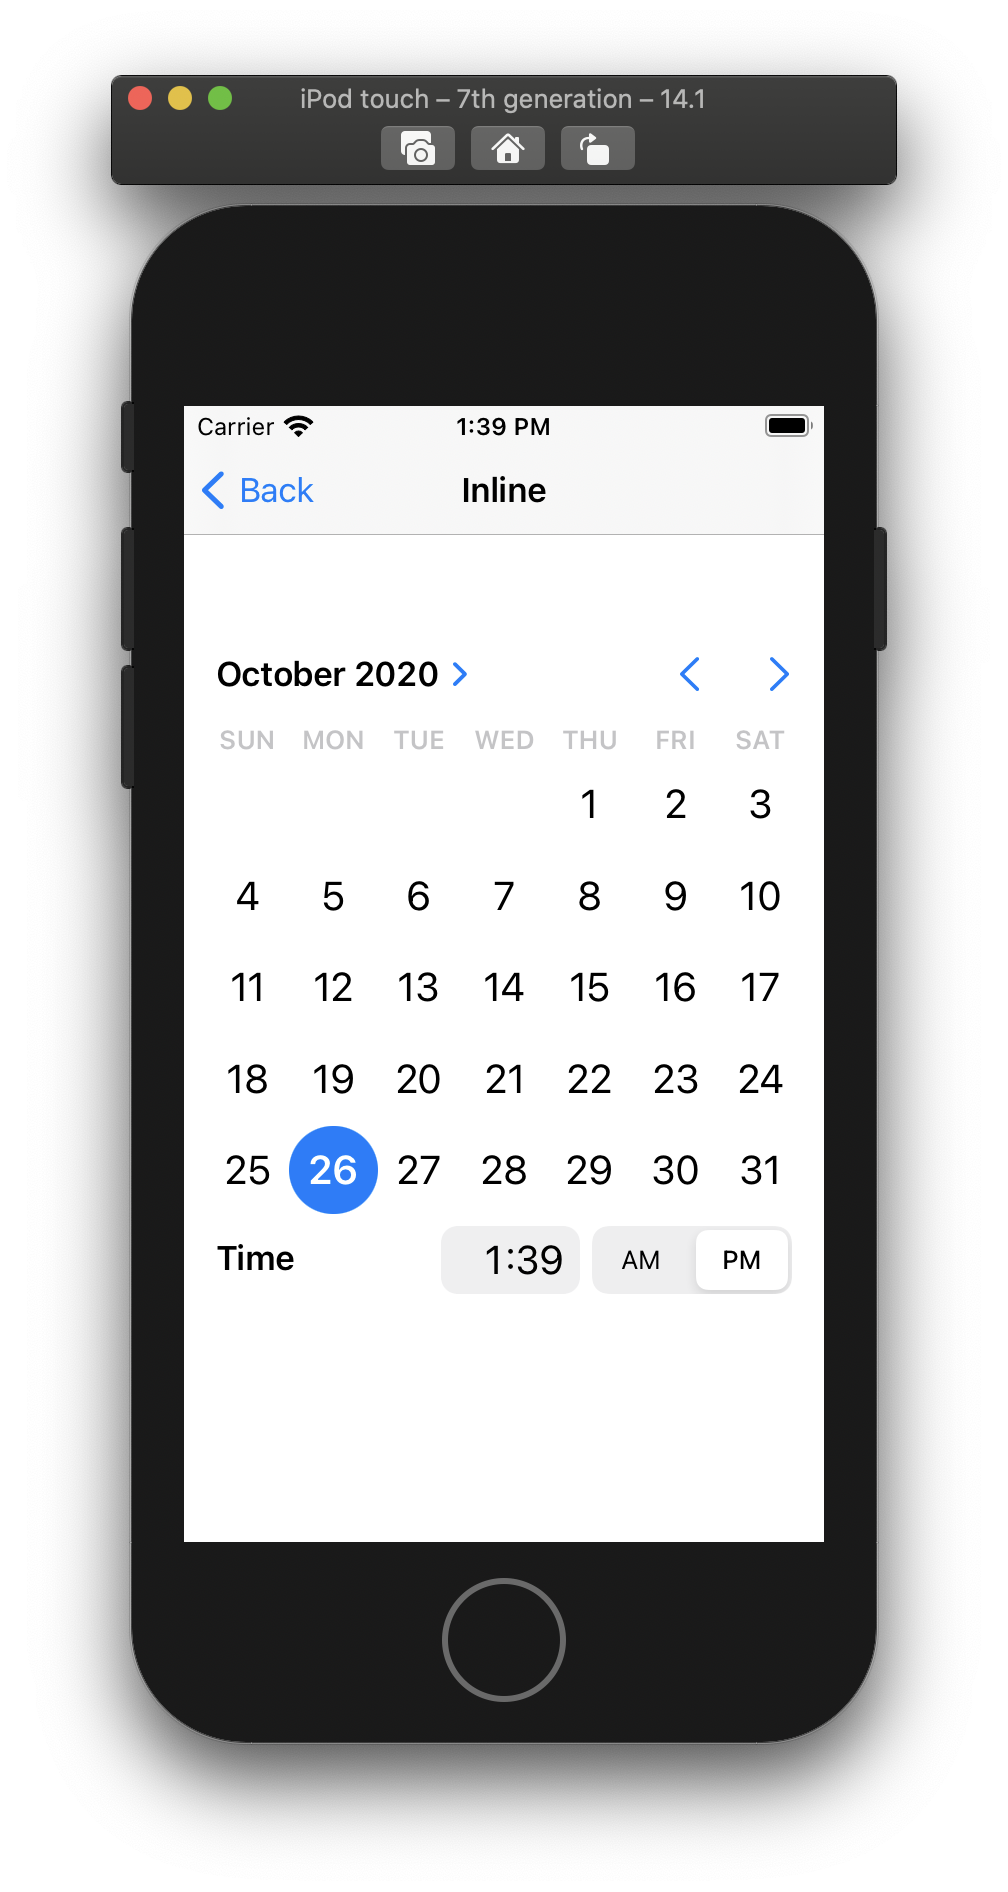 iPod touch – 7th generation – 14.1
Carrier 1:39 PM
Back Inline
October 2020
SUN MON TUE WED THU FRI SAT
1 2 3
4 5 6 7 8 9 10
11 12 13 14 15 16 17
18 19 20 21 22 23 24
25 26 27 28 29 30 31
Time 1:39 AM PM